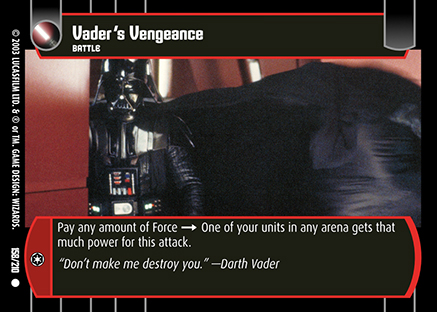 Vader's Vengeance
BATTLE
Pay any amount of Force → One of your units in any arena gets that
much power for this attack.
"Don't make me destroy you." —Darth Vader
© 2003 LUCASFILM LTD. & ® or TM. GAME DESIGN: WIZARDS.
158/210